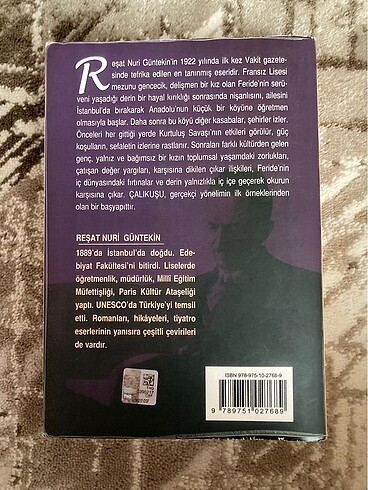 Reşat Nuri Güntekin'in 1922 yılında ilk kez Vakit gazete-
sinde tefrika edilen en tanınmış eseridir. Fransız Lisesi
mezunu gencecik, delişmen bir kız olan Feride'nin serü-
veni yaşadığı derin bir hayal kırıklığı sonrasında nişanlısını, ailesini
İstanbul'da bırakarak Anadolu'nun küçük bir köyüne öğretmen
olmasıyla başlar. Daha sonra bu köyü diğer kasabalar, şehirler izler.
Önceleri her gittiği yerde Kurtuluş Savaşı'nın etkileri görülür, güç
koşulların, sefaletin izlerine rastlanır. Sonraları farklı kültürden gelen
genç, yalnız ve bağımsız bir kızın toplumsal yaşamdaki zorlukları,
çatışan değer yargıları, karşısına dikilen çıkar ilişkileri, Feride'nin
iç dünyasındaki fırtınalar ve derin yalnızlıkla iç içe geçerek okurun
karşısına çıkar. ÇALIKUŞU, gerçekçi yönelimin ilk örneklerinden
olan bir başyapıttır.
REŞAT NURİ GÜNTEKİN
1889'da İstanbul'da doğdu. Ede-
biyat Fakültesi'ni bitirdi. Liselerde
öğretmenlik, müdürlük, Millî Eğitim
Müfettişliği, Paris Kültür Ataşeliği
yaptı. UNESCO'da Türkiye'yi temsil
etti. Romanları, hikâyeleri, tiyatro
eserlerinin yanısıra çeşitli çevirileri
de vardır.
ISBN 978-975-10-2768-9
9 789751 027689